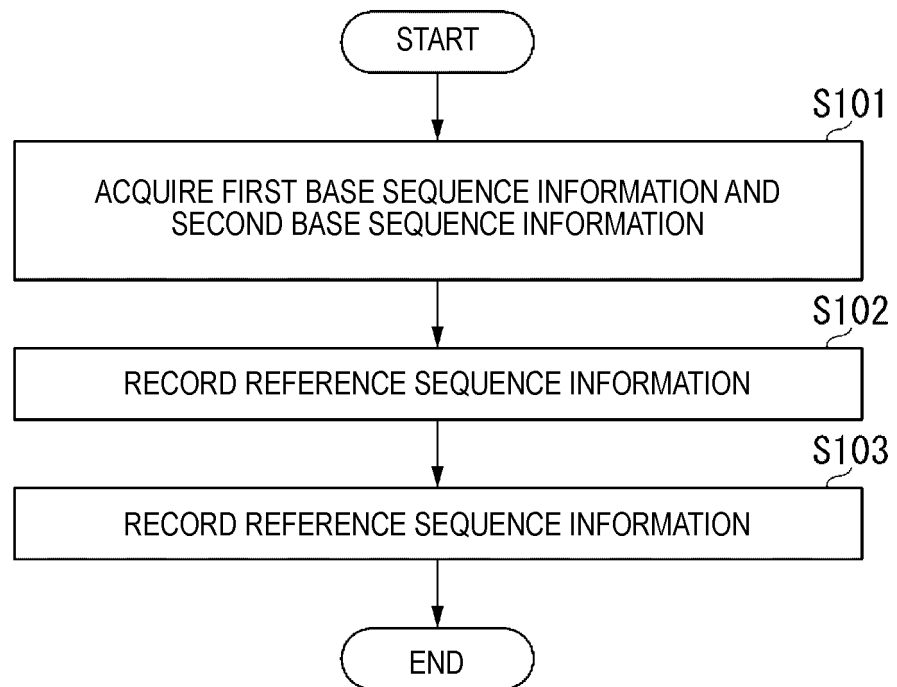 START
S101
ACQUIRE FIRST BASE SEQUENCE INFORMATION AND
SECOND BASE SEQUENCE INFORMATION
S102
RECORD REFERENCE SEQUENCE INFORMATION
S103
RECORD REFERENCE SEQUENCE INFORMATION
END